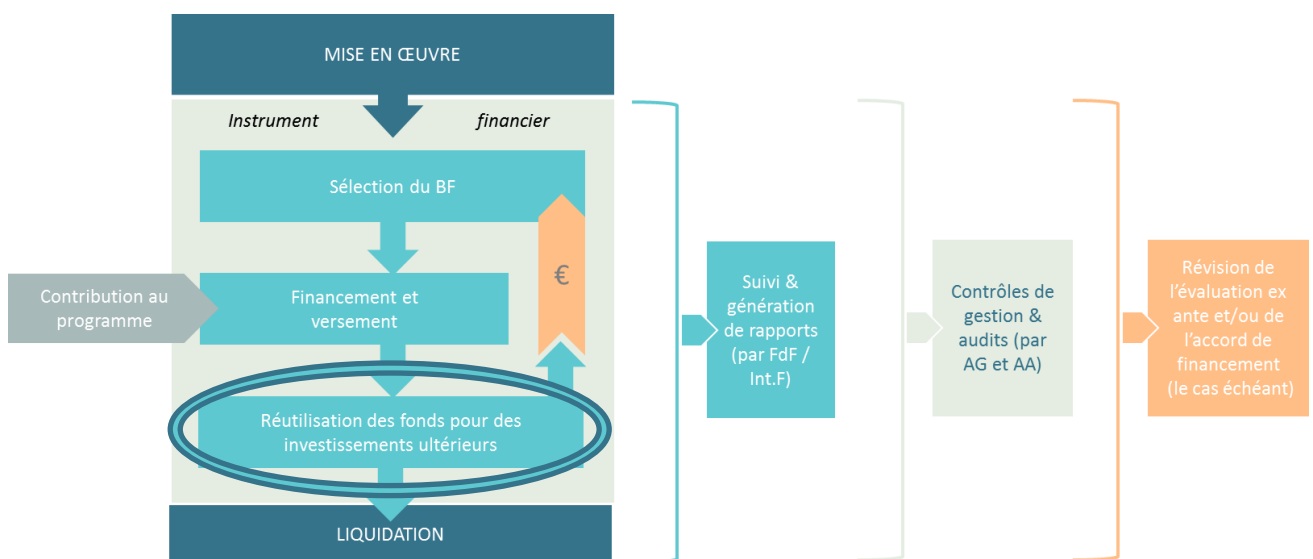 MISE EN ŒUVRE
Instrument financier
Sélection du BF
€
Contribution au
programme
Financement et
versement
Réutilisation des fonds pour des
investissements ultérieurs
LIQUIDATION
Suivi &
génération
de rapports
(par FdF /
Int.F)
Contrôles de
gestion &
audits (par
AG et AA)
Révision de
l’évaluation ex
ante et/ou de
l’accord de
financement
(le cas échéant)